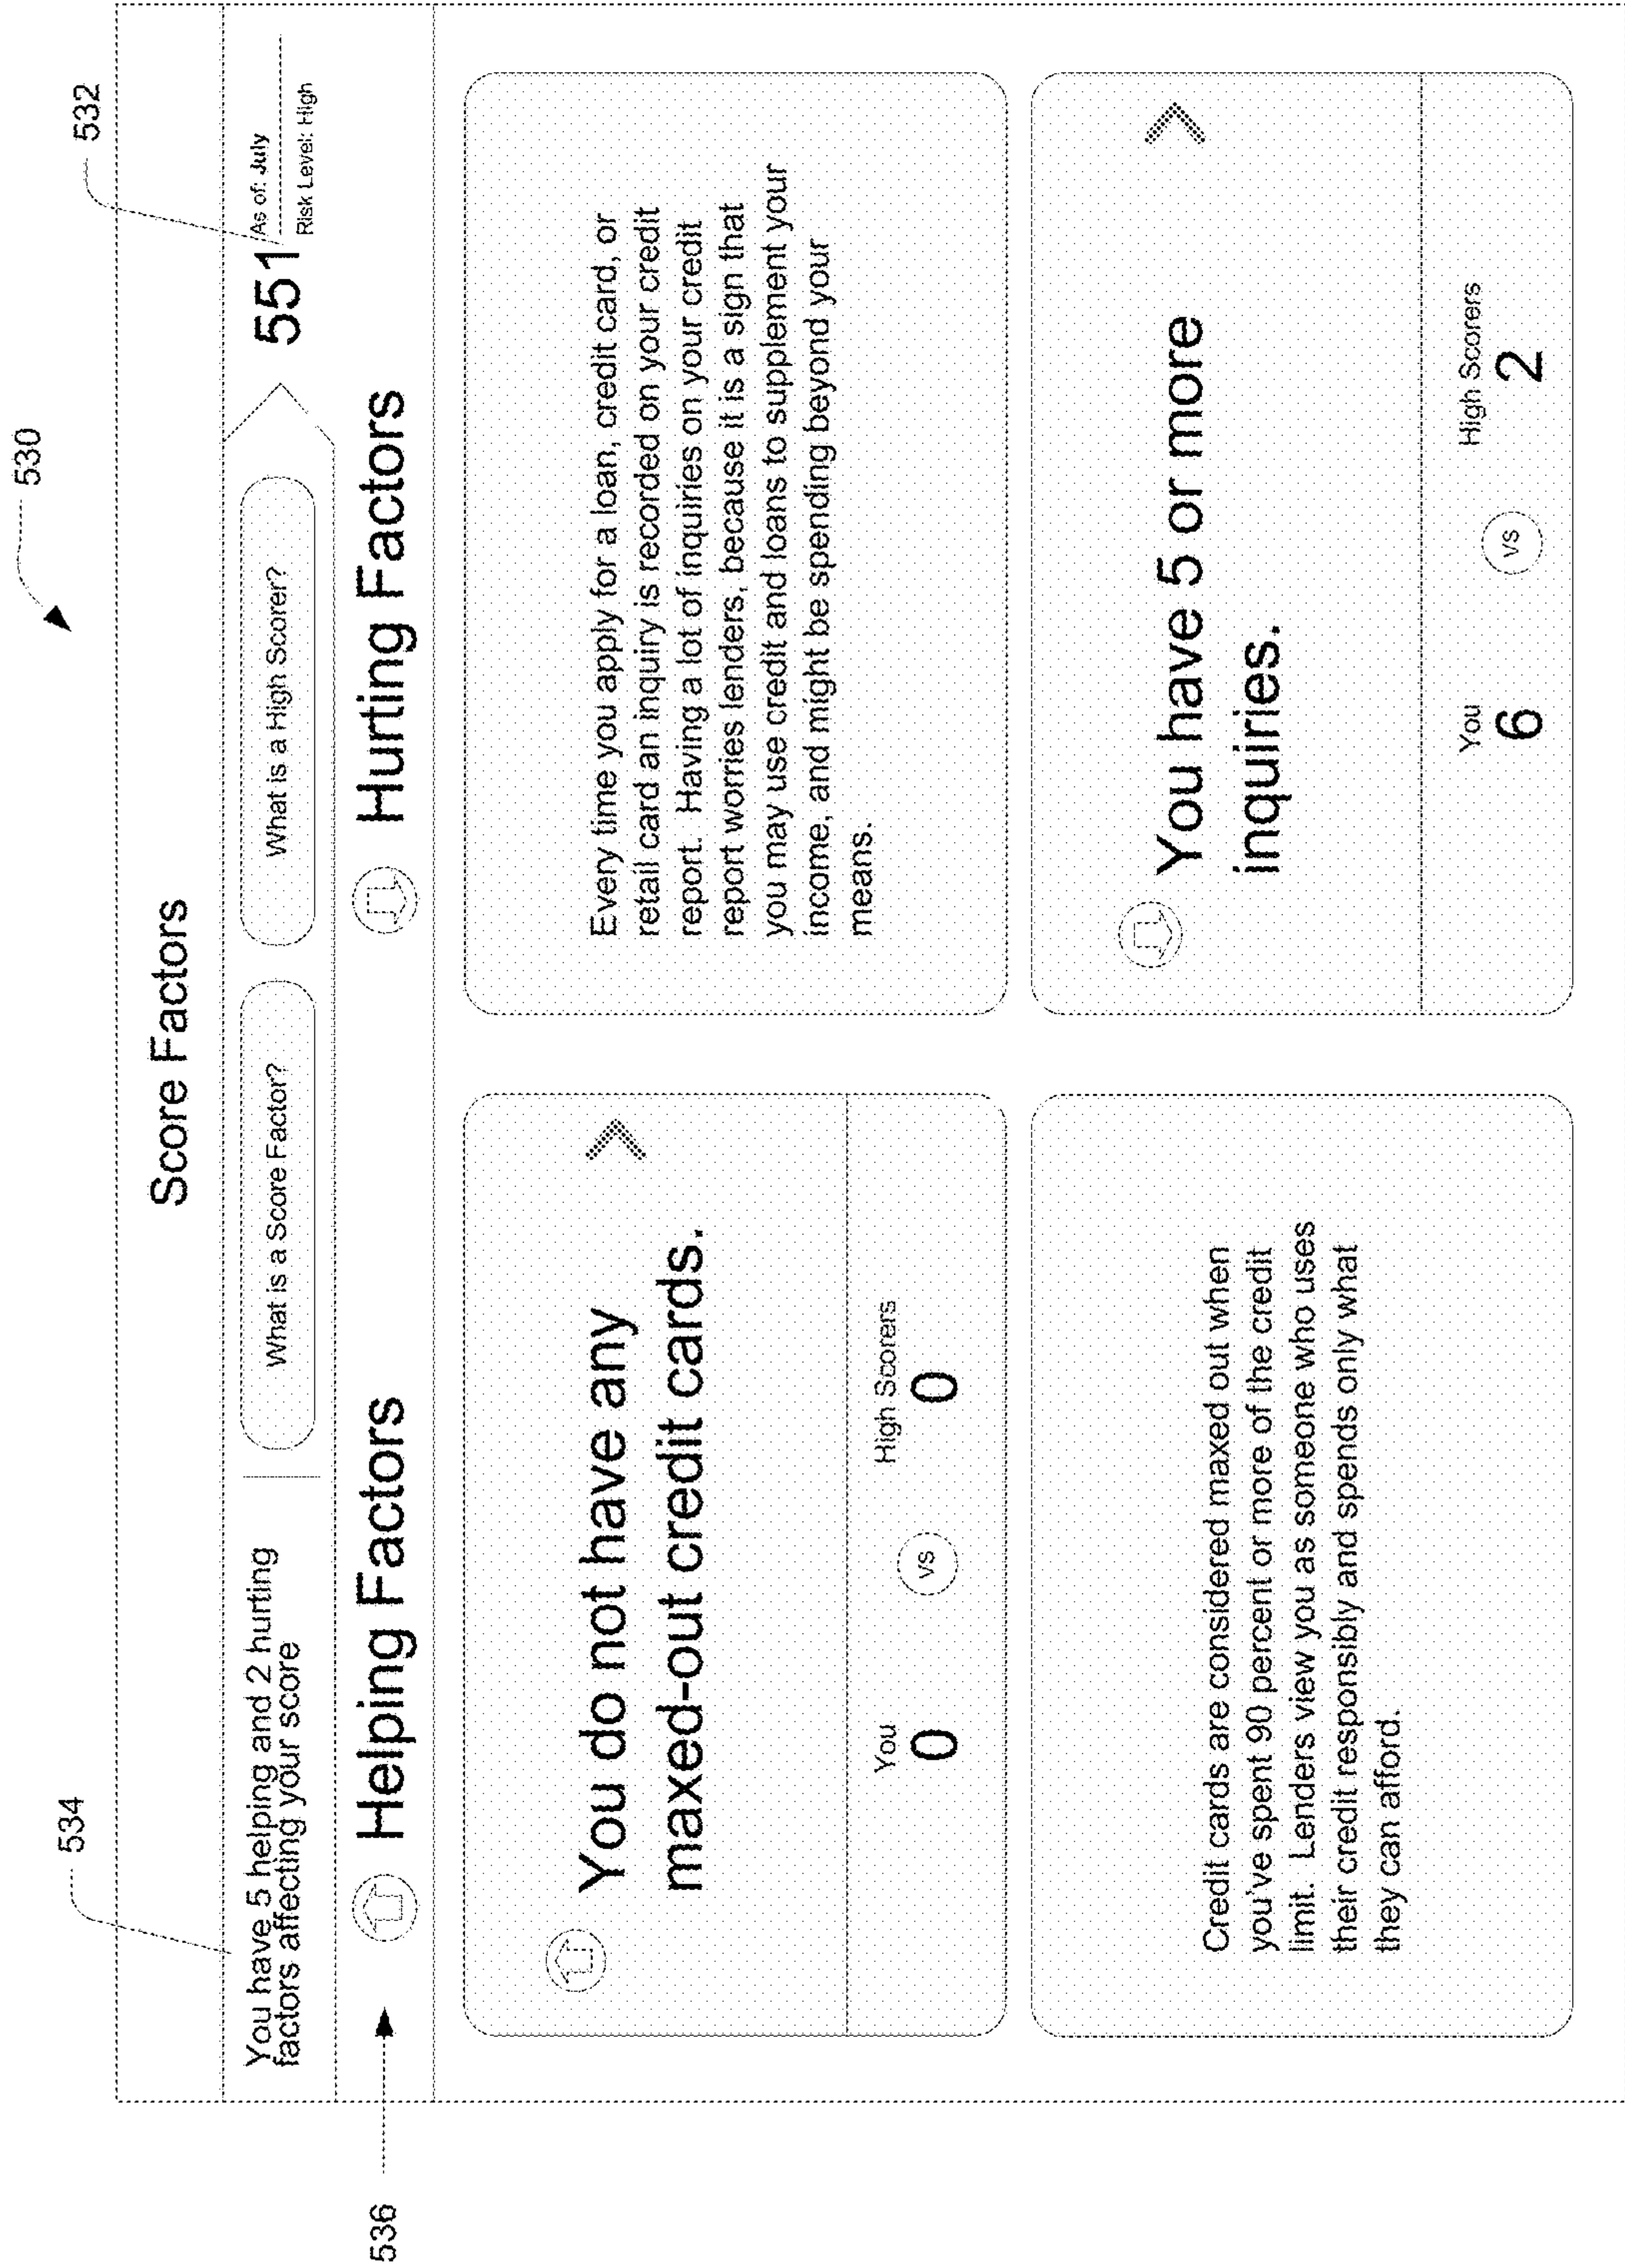 530
534
532
536
Score Factors
You have 5 helping and 2 hurting
factors affecting your score
What is a Score Factor?
What is a High Scorer?
551
As of: July
Risk Level: High
Helping Factors
Hurting Factors
You do not have any
maxed-out credit cards.
You
0
vs
High Scorers
0
Every time you apply for a loan, credit card, or
retail card an inquiry is recorded on your credit
report. Having a lot of inquiries on your credit
report worries lenders, because it is a sign that
you may use credit and loans to supplement your
income, and might be spending beyond your
means.
Credit cards are considered maxed out when
you've spent 90 percent or more of the credit
limit. Lenders view you as someone who uses
their credit responsibly and spends only what
they can afford.
You have 5 or more
inquiries.
You
6
vs
High Scorers
2